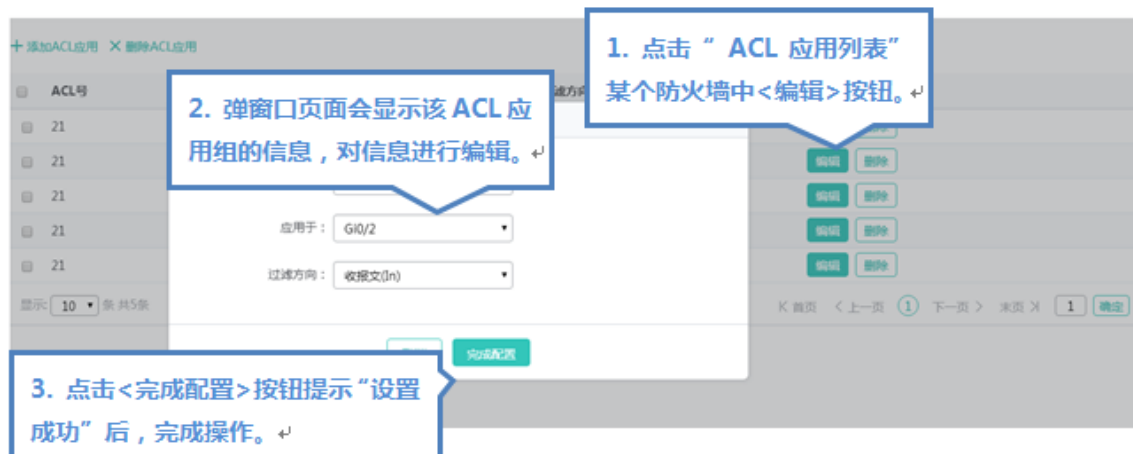 添加ACL应用 删除ACL应用
1. 点击“ ACL 应用列表”
某个防火墙中<编辑>按钮。
ACL号
滤方向
2. 弹窗口页面会显示该 ACL 应
用组的信息，对信息进行编辑。
21
删除
21
编辑 删除
21
编辑 删除
21
应用于： GI0/2
编辑 删除
21
过滤方向： 收报文(In)
编辑 删除
显示: 10 条 共5条
首页 上一页 1 下一页 末页 1 确定
完成配置
3. 点击<完成配置>按钮提示“设置
成功”后，完成操作。